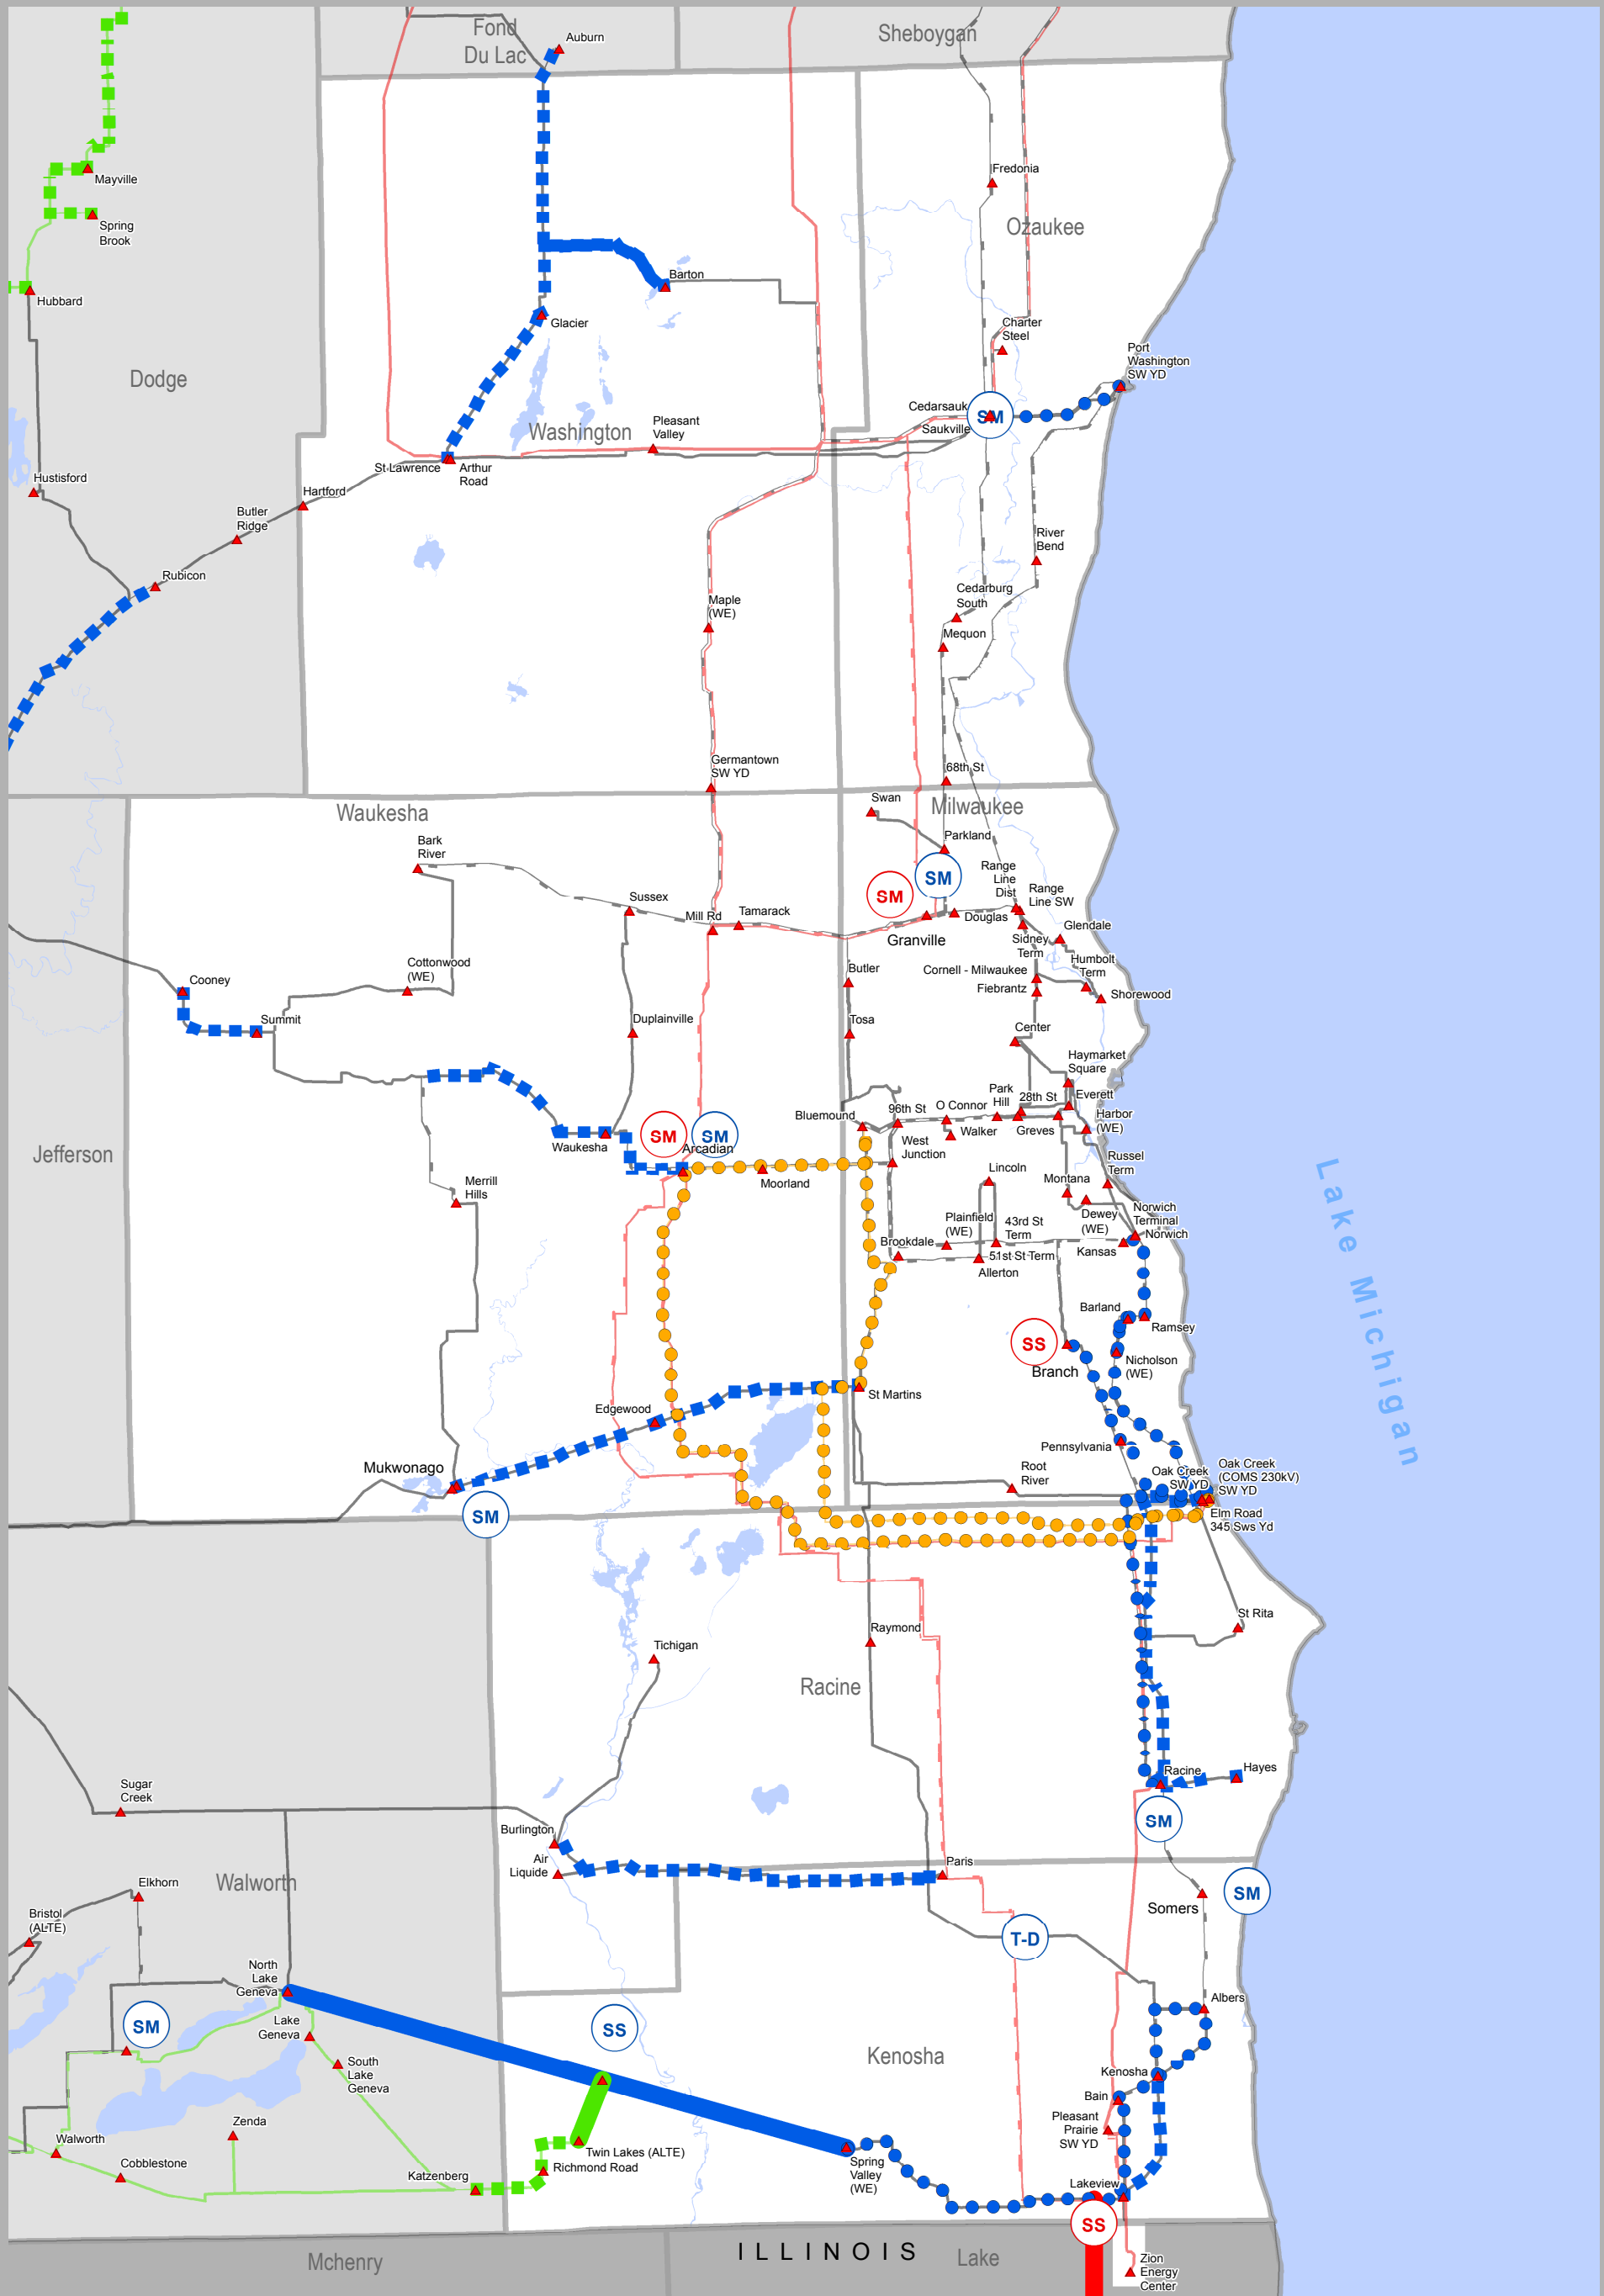 Fond
Du Lac
Sheboygan
Auburn
Mayville
Fredonia
Spring
Brook
Ozaukee
Barton
Hubbard
Glacier
Charter
Steel
Port
Washington
SW YD
Dodge
Cedarsauk
SM
Saukville
Washington
Pleasant
Valley
St Lawrence
Arthur
Road
Hustisford
Hartford
Butler
Ridge
River
Bend
Rubicon
Cedarburg
South
Maple
(WE)
Mequon
Germantown
SW YD
68th St
Waukesha
Swan
Milwaukee
Bark
River
Parkland
Range
Line
Dist
SM
SM
Range
Line SW
Sussex
Mill Rd
Tamarack
Douglas
Granville
Glendale
Sidney
Term
Humbolt
Term
Cottonwood
(WE)
Butler
Cornell - Milwaukee
Fiebrantz
Shorewood
Cooney
Summit
Duplainville
Tosa
Center
Haymarket
Square
Everett
Park
Hill
28th St
O Connor
96th St
Bluemound
Harbor
(WE)
Walker
Greves
SM
SM
Waukesha
Arcadian
West
Junction
Russel
Term
Jefferson
Moorland
Lincoln
Montana
Merrill
Hills
Dewey
(WE)
Norwich
Terminal
Norwich
Plainfield
(WE)
43rd St
Term
Brookdale
51st St Term
Kansas
Allerton
Lake Michigan
Barland
Ramsey
SS
Branch
Nicholson
(WE)
St Martins
Edgewood
Pennsylvania
Mukwonago
Root
River
Oak Creek
SW YD
Oak Creek
(COMS 230kV)
SW YD
SM
Elm Road
345 Sws Yd
St Rita
Raymond
Tichigan
Racine
Racine
Hayes
Sugar
Creek
SM
Burlington
Air
Liquide
Paris
Walworth
Elkhorn
SM
Somers
Bristol
(ALTE)
T-D
North
Lake
Geneva
Albers
SM
Lake
Geneva
SS
Kenosha
South
Lake
Geneva
Kenosha
Bain
Pleasant
Prairie
SW YD
Zenda
Walworth
Twin Lakes (ALTE)
Cobblestone
Richmond Road
Katzenberg
Spring
Valley
(WE)
Lakeview
SS
ILLINOIS
Mchenry
Lake
Zion
Energy
Center